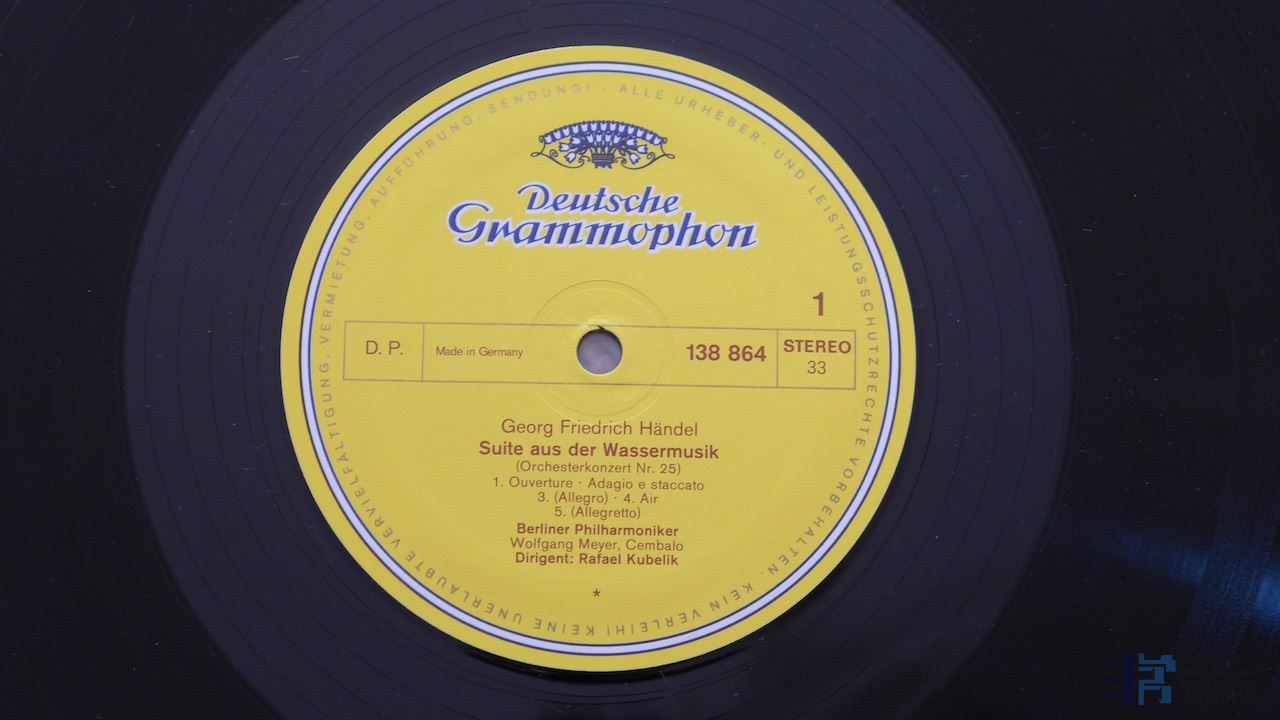 KEINE UNERLAUBTE VERVIELFÄLTIGUNG, VERMIETUNG, AUFFÜHRUNG, SENDUNG! · ALLE URHEBER- UND LEISTUNGSSCHUTZRECHTE VORBEHALTEN. KEIN VERLEIH!
Deutsche
Grammophon
1
D. P.
Made in Germany
138 864
STEREO
33
Georg Friedrich Händel
Suite aus der Wassermusik
(Orchesterkonzert Nr. 25)
1. Ouverture · Adagio e staccato
3. (Allegro) · 4. Air
5. (Allegretto)
Berliner Philharmoniker
Wolfgang Meyer, Cembalo
Dirigent: Rafael Kubelik
*